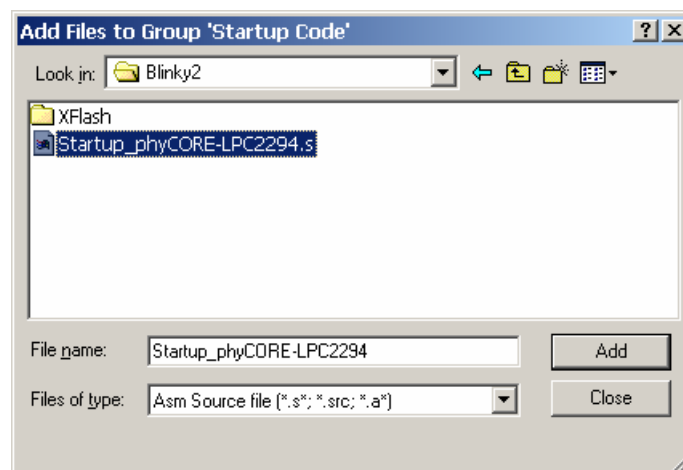 Add Files to Group 'Startup Code'
Look in: Blinky2
XFlash
Startup_phyCORE-LPC2294.s
File name: Startup_phyCORE-LPC2294 Add
Files of type: Asm Source file (*.s*; *.src; *.a*) Close